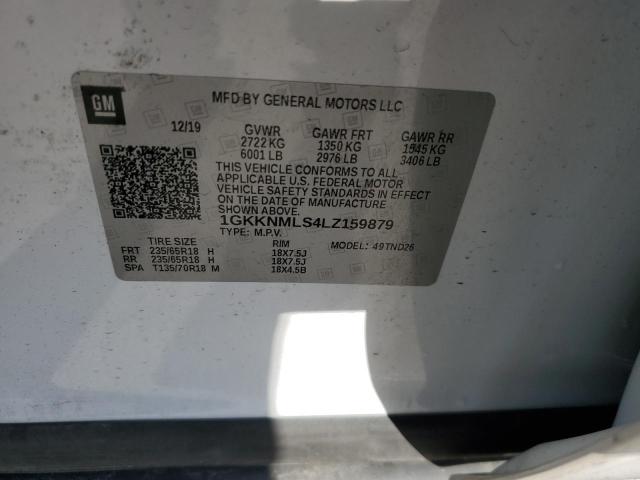 GM
MFD BY GENERAL MOTORS LLC
12/19 GVWR GAWR FRT GAWR RR
2722 KG 1350 KG 1545 KG
6001 LB 2976 LB 3406 LB
THIS VEHICLE CONFORMS TO ALL
APPLICABLE U.S. FEDERAL MOTOR
VEHICLE SAFETY STANDARDS IN EFFECT
ON THE DATE OF MANUFACTURE
SHOWN ABOVE.
1GKKNMLS4LZ159879
TYPE: M.P.V. MODEL: 49TND26
TIRE SIZE RIM
FRT 235/65R18 H 18X7.5J
RR 235/65R18 H 18X7.5J
SPA T135/70R18 M 18X4.5B